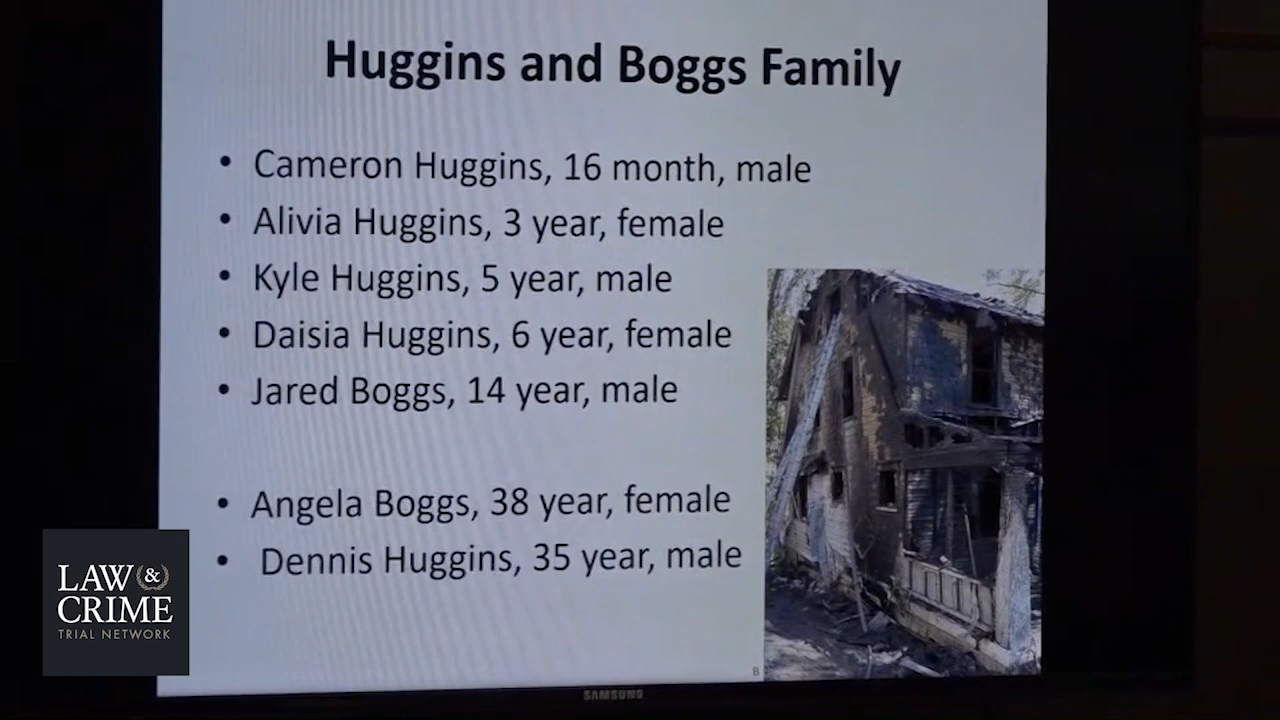 Huggins and Boggs Family
• Cameron Huggins, 16 month, male
• Alivia Huggins, 3 year, female
• Kyle Huggins, 5 year, male
• Daisia Huggins, 6 year, female
• Jared Boggs, 14 year, male
• Angela Boggs, 38 year, female
• Dennis Huggins, 35 year, male
B
LAW &
CRIME
TRIAL NETWORK
SAMSUNG